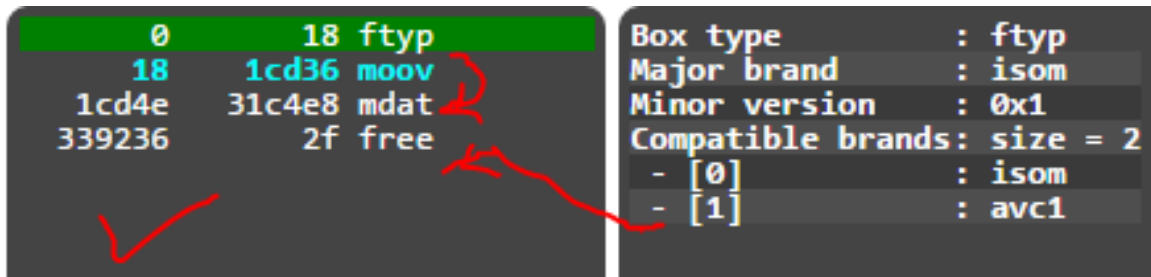 0 18 ftyp
18 1cd36 moov
1cd4e 31c4e8 mdat
339236 2f free
Box type : ftyp
Major brand : isom
Minor version : 0x1
Compatible brands: size = 2
- [0] : isom
- [1] : avc1